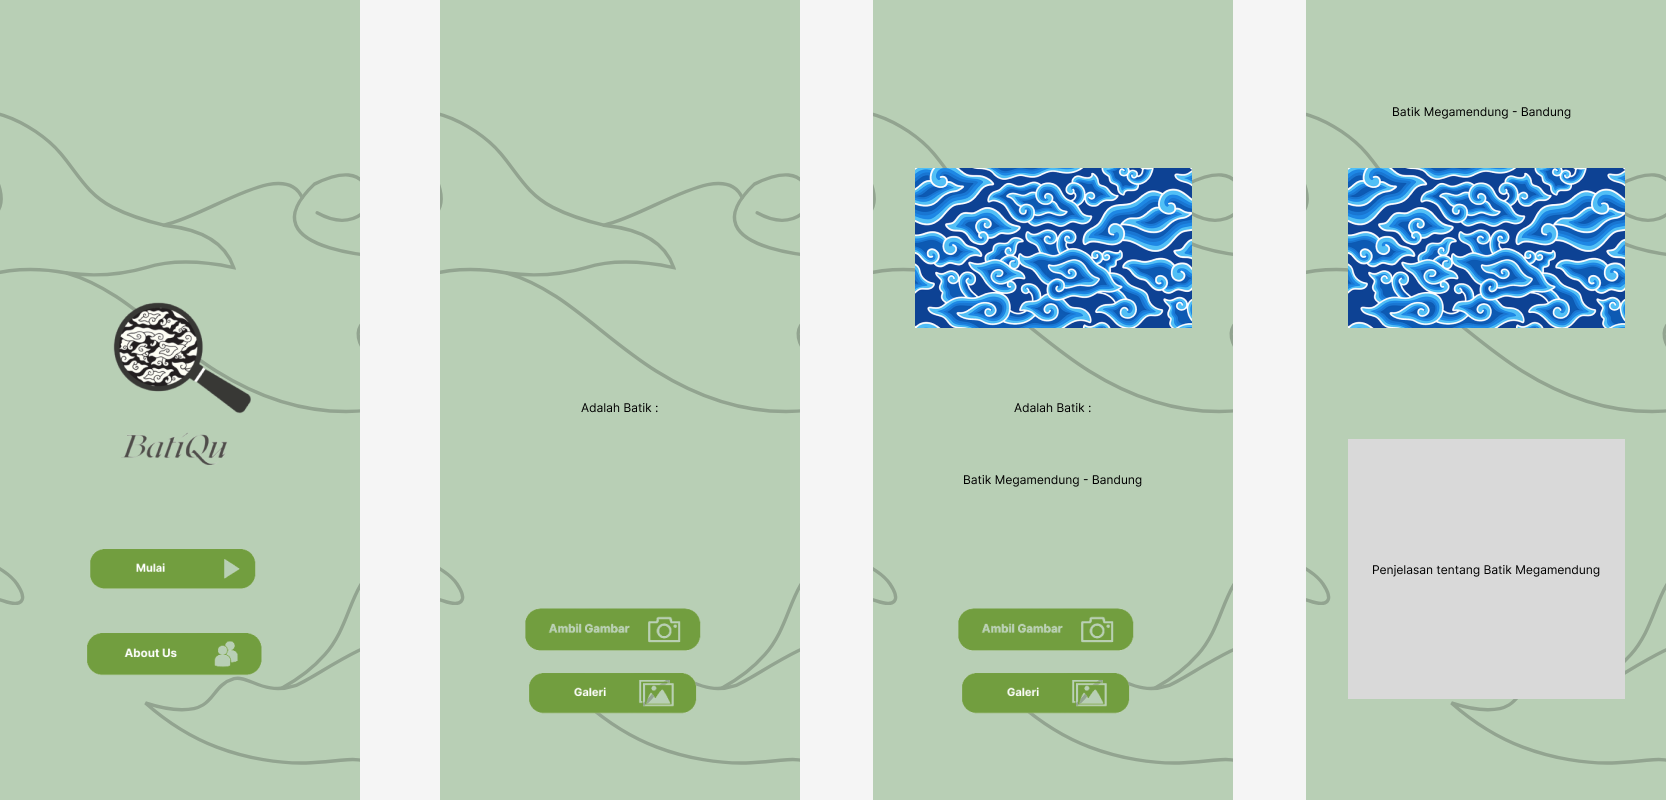 BatiQu
Mulai
About Us
Adalah Batik :
Ambil Gambar
Galeri
Adalah Batik :
Batik Megamendung - Bandung
Ambil Gambar
Galeri
Batik Megamendung - Bandung
Penjelasan tentang Batik Megamendung